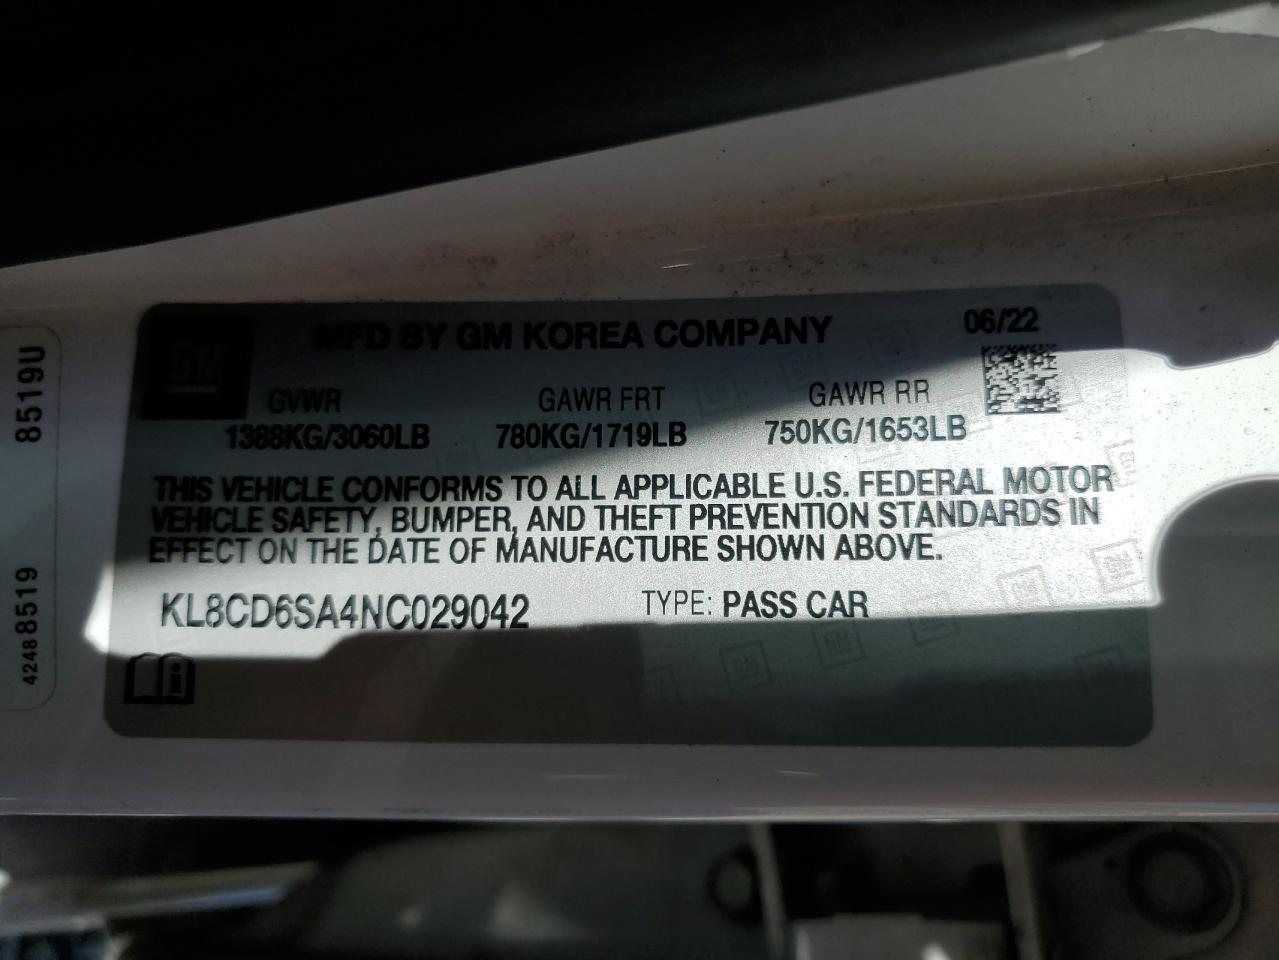 GM
MFD BY GM KOREA COMPANY
06/22
GVWR
GAWR FRT
GAWR RR
1388KG/3060LB
780KG/1719LB
750KG/1653LB
THIS VEHICLE CONFORMS TO ALL APPLICABLE U.S. FEDERAL MOTOR
VEHICLE SAFETY, BUMPER, AND THEFT PREVENTION STANDARDS IN
EFFECT ON THE DATE OF MANUFACTURE SHOWN ABOVE.
KL8CD6SA4NC029042
TYPE: PASS CAR
8519U
42488519